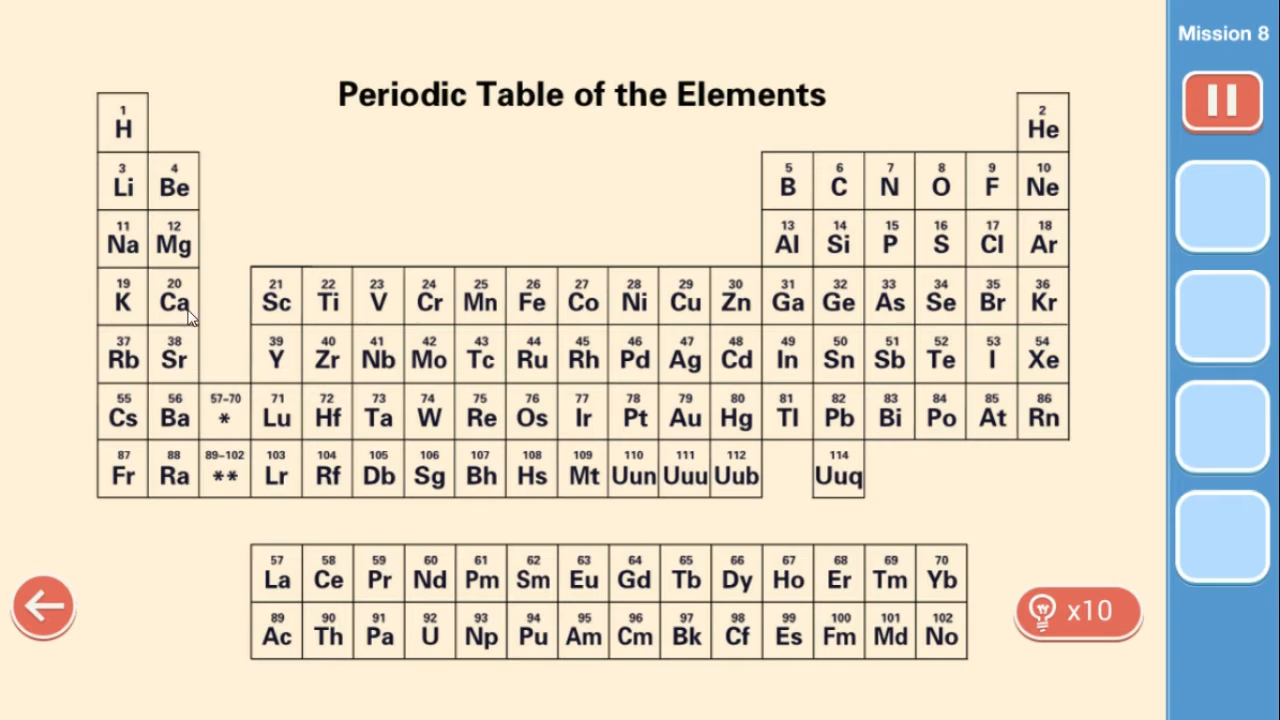 Mission 8
Periodic Table of the Elements
1 2
H He
3 4 5 6 7 8 9 10
Li Be B C N O F Ne
11 12 13 14 15 16 17 18
Na Mg Al Si P S Cl Ar
19 20 21 22 23 24 25 26 27 28 29 30 31 32 33 34 35 36
K Ca Sc Ti V Cr Mn Fe Co Ni Cu Zn Ga Ge As Se Br Kr
37 38 39 40 41 42 43 44 45 46 47 48 49 50 51 52 53 54
Rb Sr Y Zr Nb Mo Tc Ru Rh Pd Ag Cd In Sn Sb Te I Xe
55 56 57–70 71 72 73 74 75 76 77 78 79 80 81 82 83 84 85 86
Cs Ba * Lu Hf Ta W Re Os Ir Pt Au Hg Tl Pb Bi Po At Rn
87 88 89–102 103 104 105 106 107 108 109 110 111 112 114
Fr Ra ** Lr Rf Db Sg Bh Hs Mt Uun Uuu Uub Uuq
57 58 59 60 61 62 63 64 65 66 67 68 69 70
La Ce Pr Nd Pm Sm Eu Gd Tb Dy Ho Er Tm Yb
89 90 91 92 93 94 95 96 97 98 99 100 101 102
Ac Th Pa U Np Pu Am Cm Bk Cf Es Fm Md No
x10